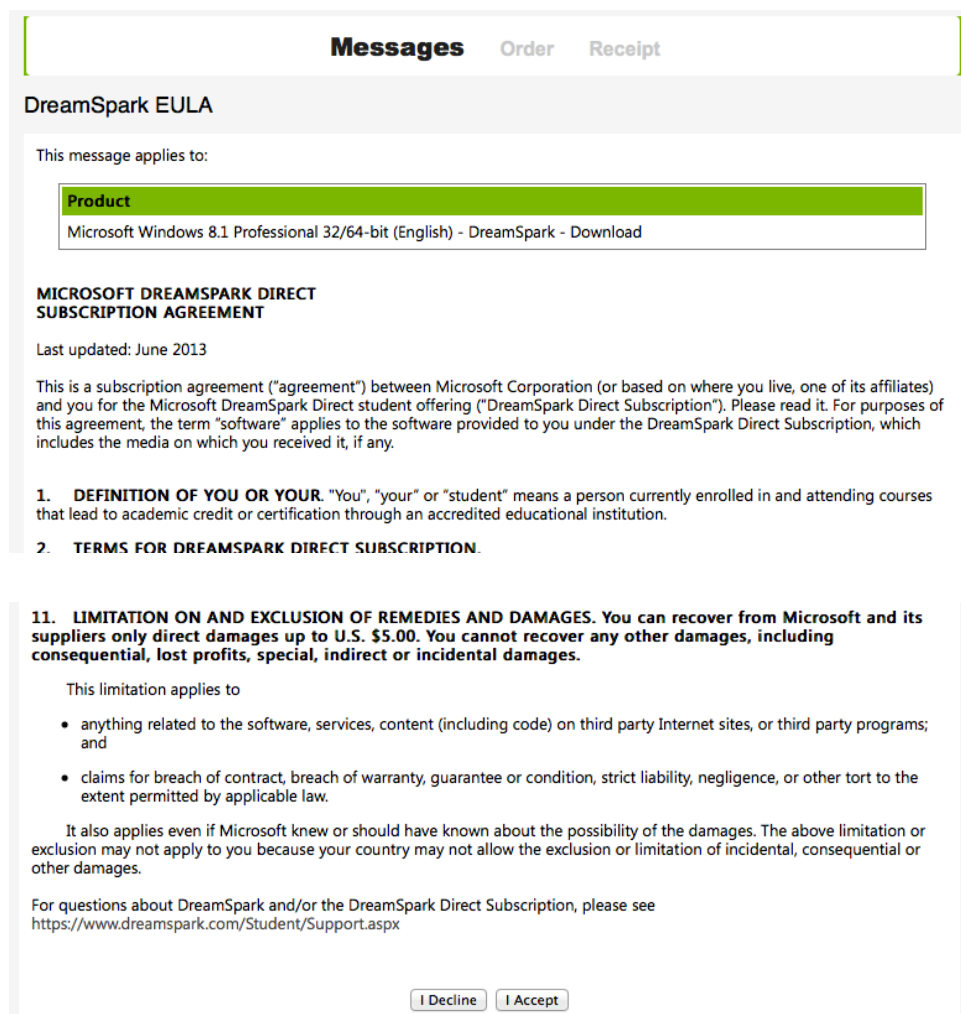 Messages Order Receipt
DreamSpark EULA
This message applies to:
Product
Microsoft Windows 8.1 Professional 32/64-bit (English) - DreamSpark - Download
MICROSOFT DREAMSPARK DIRECT
SUBSCRIPTION AGREEMENT
Last updated: June 2013
This is a subscription agreement ("agreement") between Microsoft Corporation (or based on where you live, one of its affiliates)
and you for the Microsoft DreamSpark Direct student offering ("DreamSpark Direct Subscription"). Please read it. For purposes of
this agreement, the term "software" applies to the software provided to you under the DreamSpark Direct Subscription, which
includes the media on which you received it, if any.
1. DEFINITION OF YOU OR YOUR. "You", "your" or "student" means a person currently enrolled in and attending courses
that lead to academic credit or certification through an accredited educational institution.
2. TERMS FOR DREAMSPARK DIRECT SUBSCRIPTION.
11. LIMITATION ON AND EXCLUSION OF REMEDIES AND DAMAGES. You can recover from Microsoft and its
suppliers only direct damages up to U.S. $5.00. You cannot recover any other damages, including
consequential, lost profits, special, indirect or incidental damages.
This limitation applies to
• anything related to the software, services, content (including code) on third party Internet sites, or third party programs;
and
• claims for breach of contract, breach of warranty, guarantee or condition, strict liability, negligence, or other tort to the
extent permitted by applicable law.
It also applies even if Microsoft knew or should have known about the possibility of the damages. The above limitation or
exclusion may not apply to you because your country may not allow the exclusion or limitation of incidental, consequential or
other damages.
For questions about DreamSpark and/or the DreamSpark Direct Subscription, please see
https://www.dreamspark.com/Student/Support.aspx
I Decline I Accept